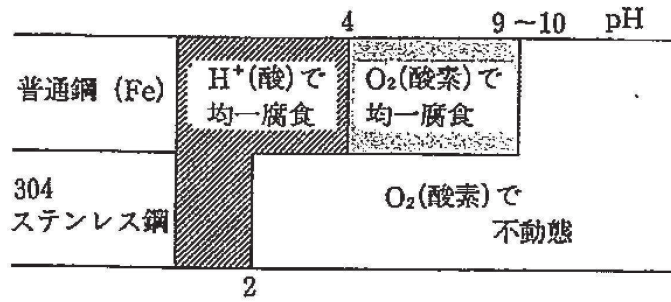 4 9～10 pH
普通鋼 (Fe)
H⁺(酸)で
均一腐食
O₂(酸素)で
均一腐食
304
ステンレス鋼
O₂(酸素)で
不動態
2